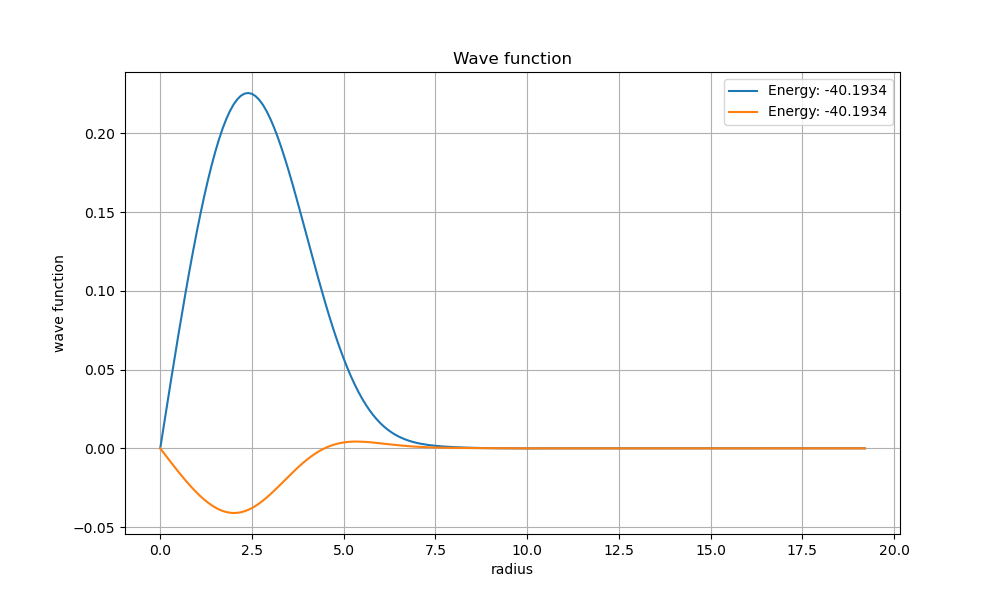 Wave function
Energy: -40.1934
Energy: -40.1934
wave function
0.20
0.15
0.10
0.05
0.00
−0.05
0.0 2.5 5.0 7.5 10.0 12.5 15.0 17.5 20.0
radius